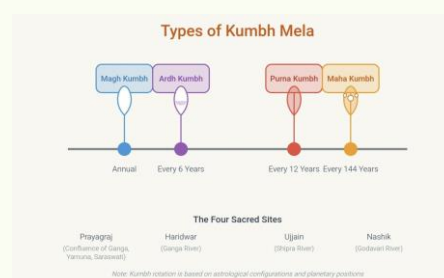 Types of Kumbh Mela
Magh Kumbh Ardh Kumbh Purna Kumbh Maha Kumbh
Annual Every 6 Years Every 12 Years Every 144 Years
The Four Sacred Sites
Prayagraj Haridwar Ujjain Nashik
(Confluence of Ganga, (Ganga River) (Shipra River) (Godavari River)
Yamuna, Saraswati)
Note: Kumbh rotation is based on astrological configurations and planetary positions